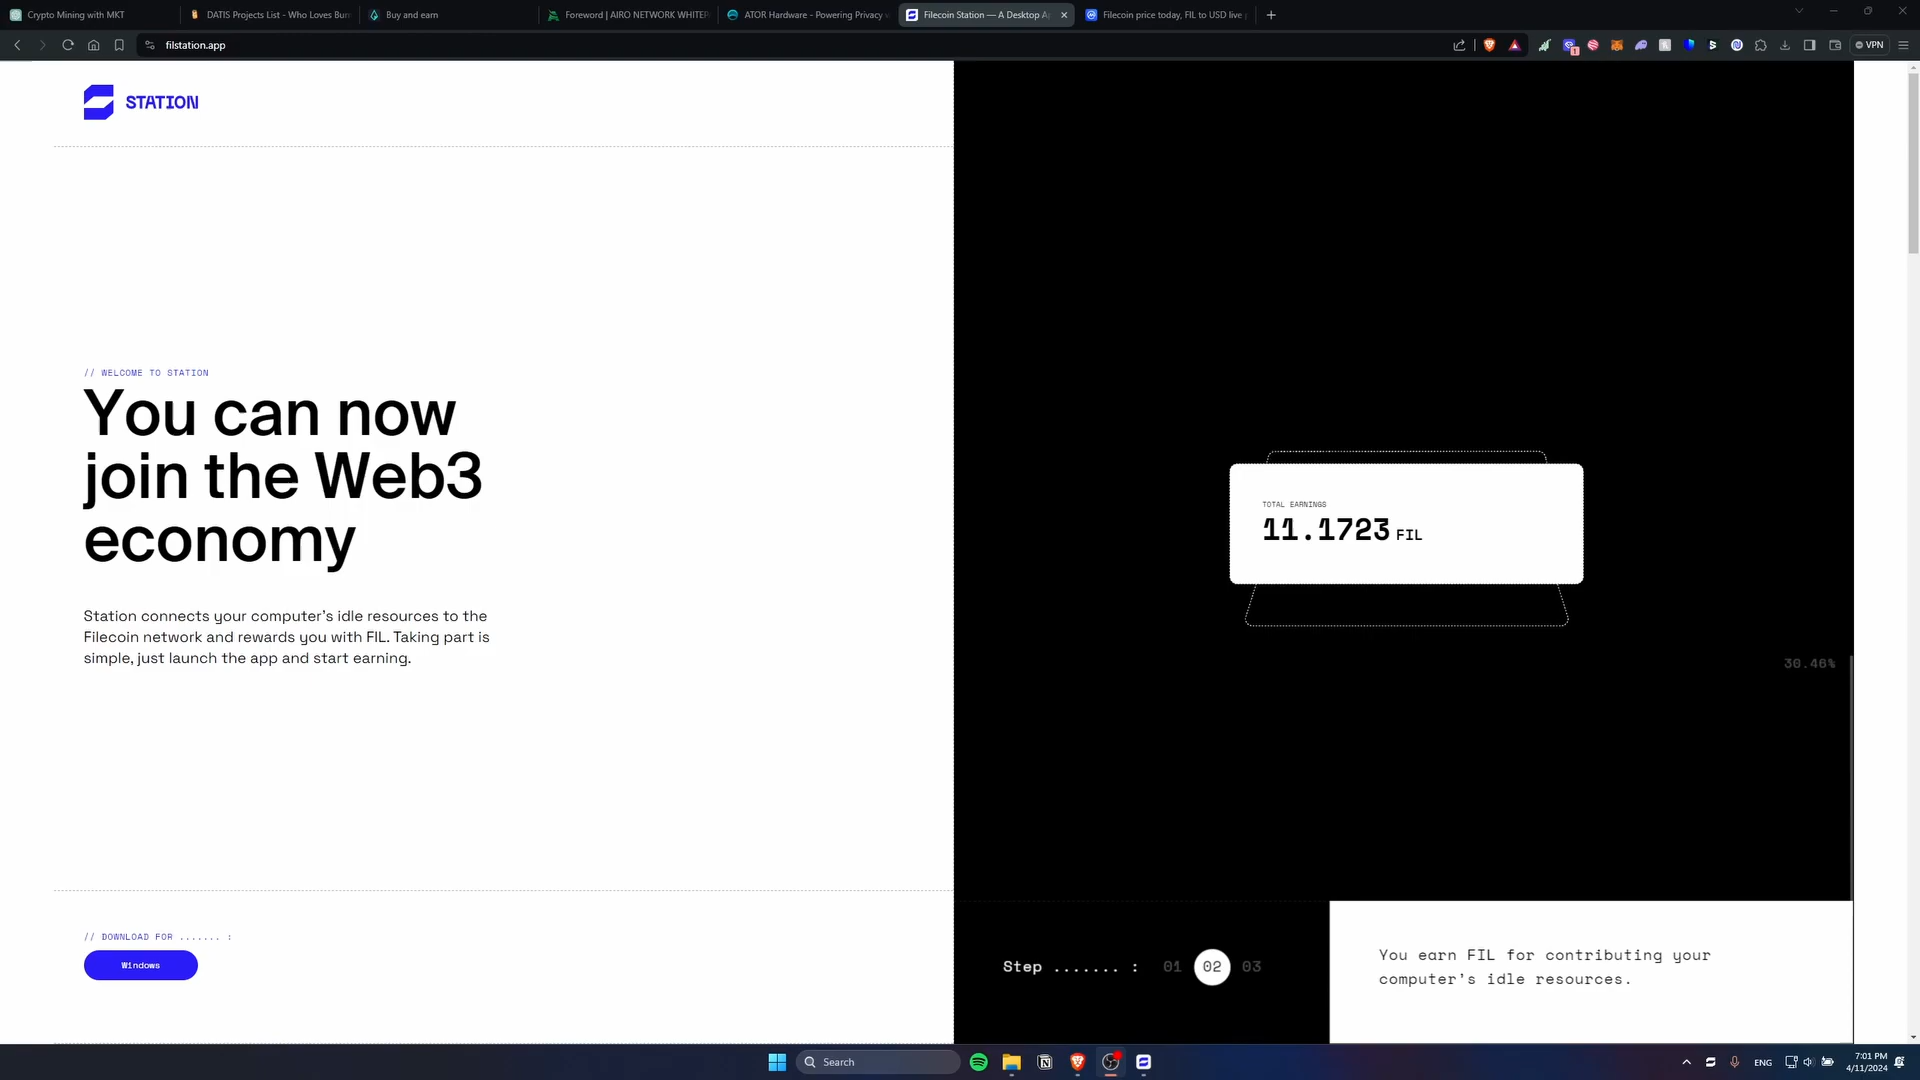 Crypto Mining with MKT
DATIS Projects List - Who Loves Bur
Buy and earn
Foreword | AIRO NETWORK WHITEP
ATOR Hardware - Powering Privacy
Filecoin Station — A Desktop A
Filecoin price today, FIL to USD live
filstation.app
VPN
STATION
// WELCOME TO STATION
You can now
join the Web3
economy
Station connects your computer's idle resources to the
Filecoin network and rewards you with FIL. Taking part is
simple, just launch the app and start earning.
// DOWNLOAD FOR ....... :
Windows
TOTAL EARNINGS
11.1723 FIL
30.46%
Step ....... : 01 02 03
You earn FIL for contributing your
computer's idle resources.
Search
ENG
7:01 PM
4/11/2024